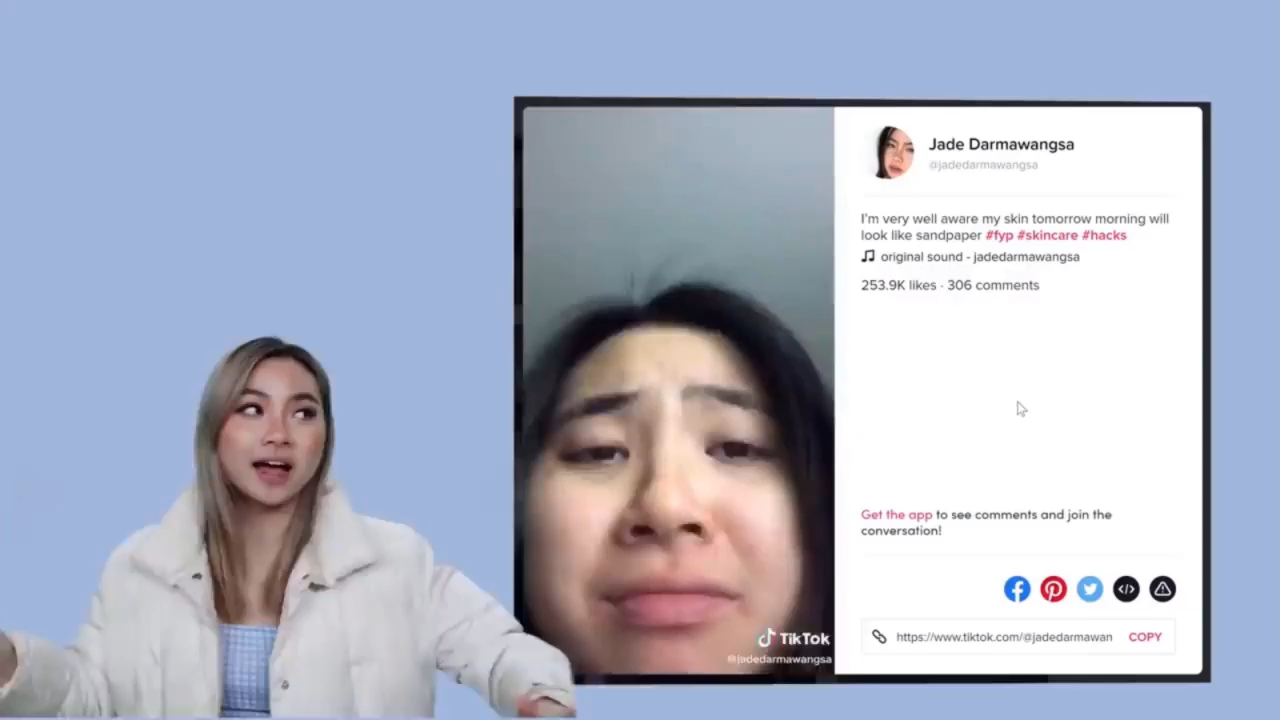 Jade Darmawangsa
@jadedarmawangsa
I'm very well aware my skin tomorrow morning will
look like sandpaper #fyp #skincare #hacks
original sound - jadedarmawangsa
253.9K likes · 306 comments
Get the app to see comments and join the
conversation!
https://www.tiktok.com/@jadedarmawan COPY
TikTok
@jadedarmawangsa